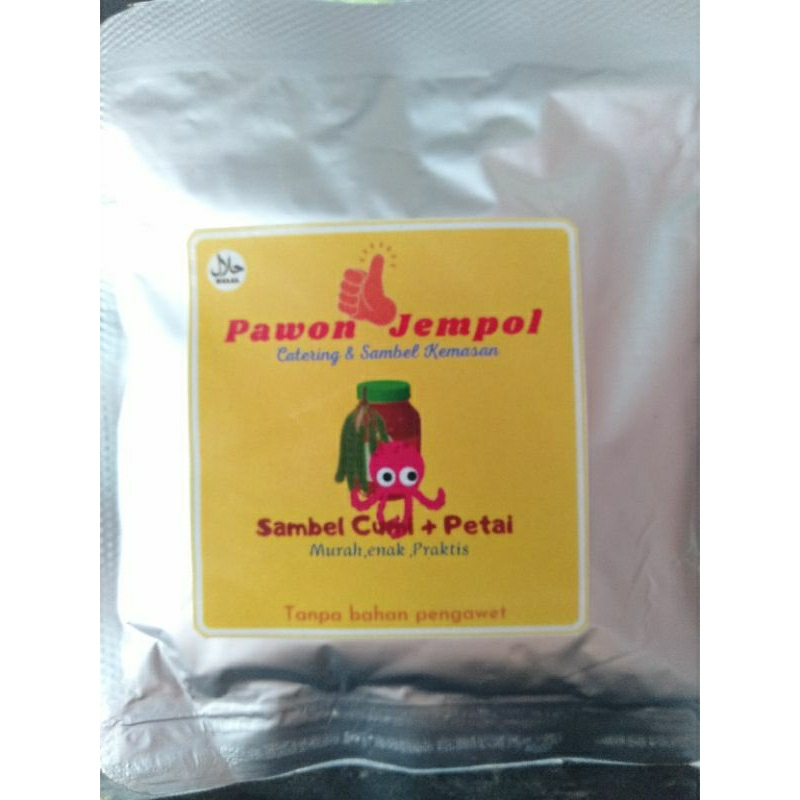 حلال
HALAL
Pawon Jempol
Catering & Sambel Kemasan
Sambel Cumi + Petai
Murah,enak ,Praktis
Tanpa bahan pengawet